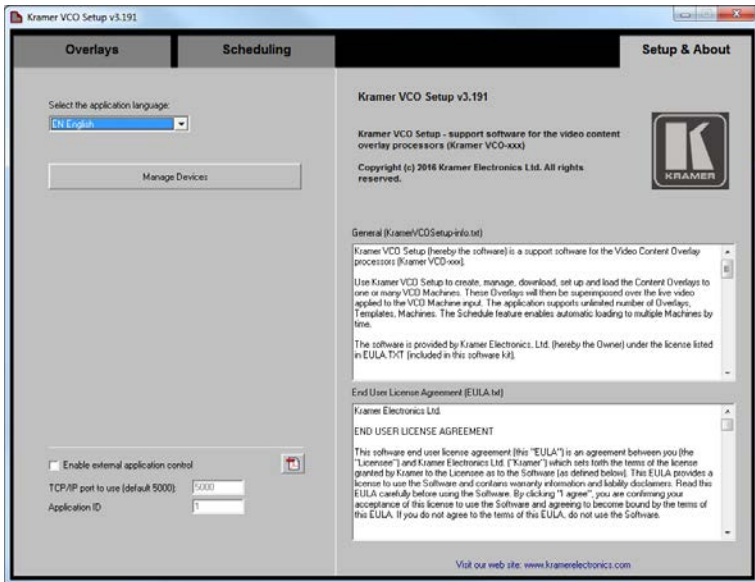 Kramer VCO Setup v3.191
Overlays
Scheduling
Setup & About
Select the application language:
EN English
Manage Devices
Enable external application control
TCP/IP port to use (default 5000):
5000
Application ID
1
Kramer VCO Setup v3.191
Kramer VCO Setup - support software for the video content
overlay processors (Kramer VCO-xxx)
Copyright (c) 2016 Kramer Electronics Ltd. All rights
reserved.
K
KRAMER
General (KramerVCOSetup-info.txt)
Kramer VCO Setup (hereby the software) is a support software for the Video Content Overlay
processors (Kramer VCO-xxx).
Use Kramer VCO Setup to create, manage, download, set up and load the Content Overlays to
one or many VCO Machines. These Overlays will then be superimposed over the live video
applied to the VCO Machine input. The application supports unlimited number of Overlays,
Templates, Machines. The Schedule feature enables automatic loading to multiple Machines by
time.
The software is provided by Kramer Electronics, Ltd. (hereby the Owner) under the license listed
in EULA.TXT (included in this software kit).
End User License Agreement (EULA.txt)
Kramer Electronics Ltd.
END USER LICENSE AGREEMENT
This software end user license agreement (this "EULA") is an agreement between you (the
"Licensee") and Kramer Electronics Ltd. ("Kramer") which sets forth the terms of the license
granted by Kramer to the Licensee as to the Software (as defined below). This EULA provides a
license to use the Software and contains warranty information and liability disclaimers. Read this
EULA carefully before using the Software. By clicking "I agree", you are confirming your
acceptance of this license to use the Software and agreeing to become bound by the terms of
this EULA. If you do not agree to the terms of this EULA, do not use the Software.
Visit our web site: www.kramerelectronics.com